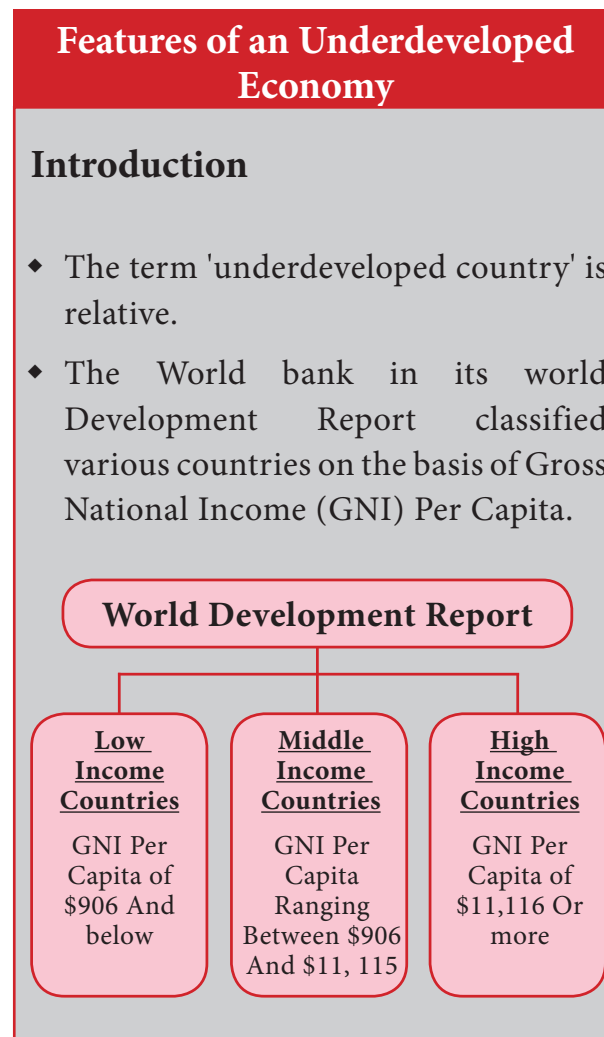 Features of an Underdeveloped
Economy
Introduction
◆ The term 'underdeveloped country' is
relative.
◆ The World bank in its world
Development Report classified
various countries on the basis of Gross
National Income (GNI) Per Capita.
World Development Report
Low
Income
Countries
GNI Per
Capita of
$906 And
below
Middle
Income
Countries
GNI Per
Capita
Ranging
Between $906
And $11, 115
High
Income
Countries
GNI Per
Capita of
$11,116 Or
more